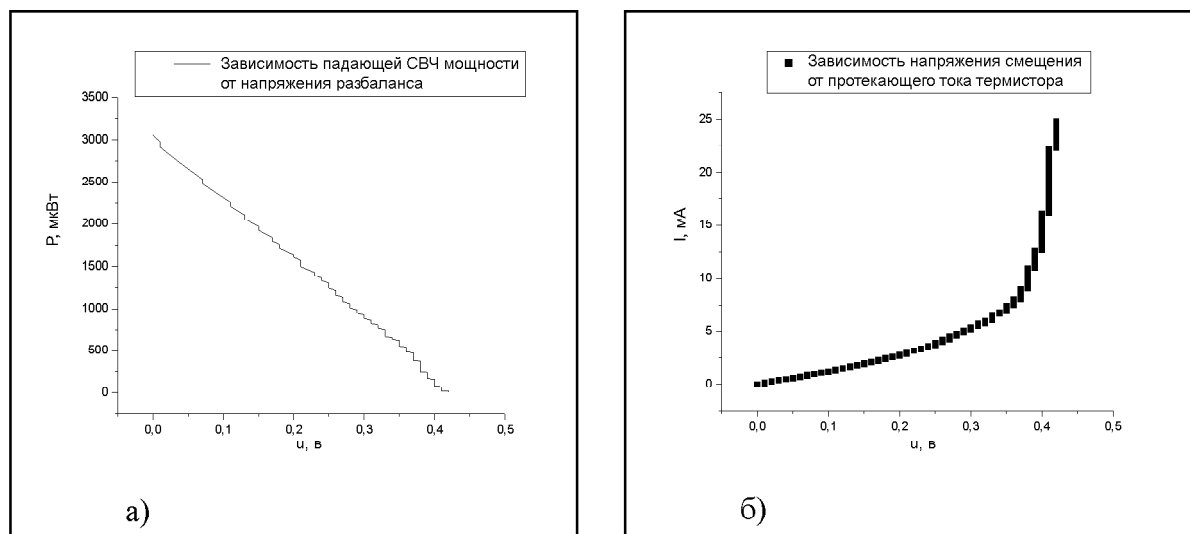 Зависимость падающей СВЧ мощности
от напряжения разбаланса
3500
3000
2500
2000
1500
1000
500
0
P, мкВт
0,0
0,1
0,2
0,3
0,4
0,5
u, в
а)
Зависимость напряжения смещения
от протекающего тока термистора
25
20
15
10
5
0
I, мА
0,0
0,1
0,2
0,3
0,4
0,5
u, в
б)